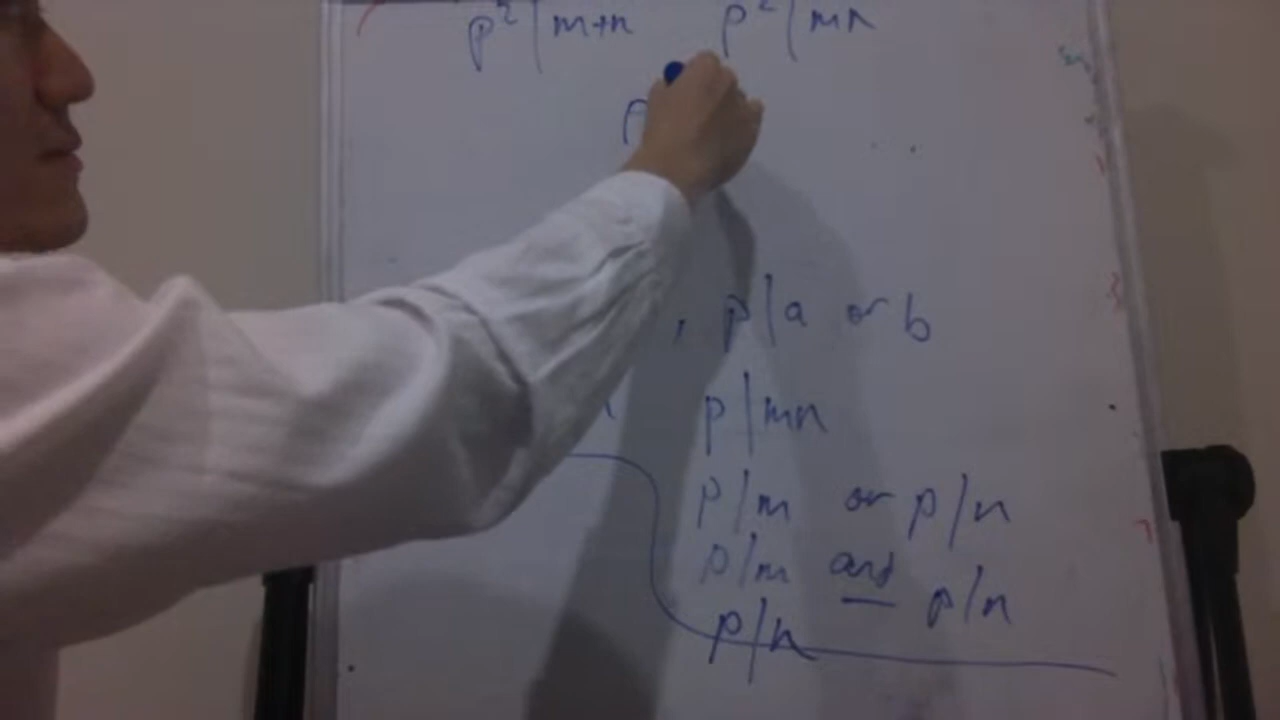 p²|m+n p²|mn
p|a or b
p|mn
p|m or p|n
p|m and p|n
p|n